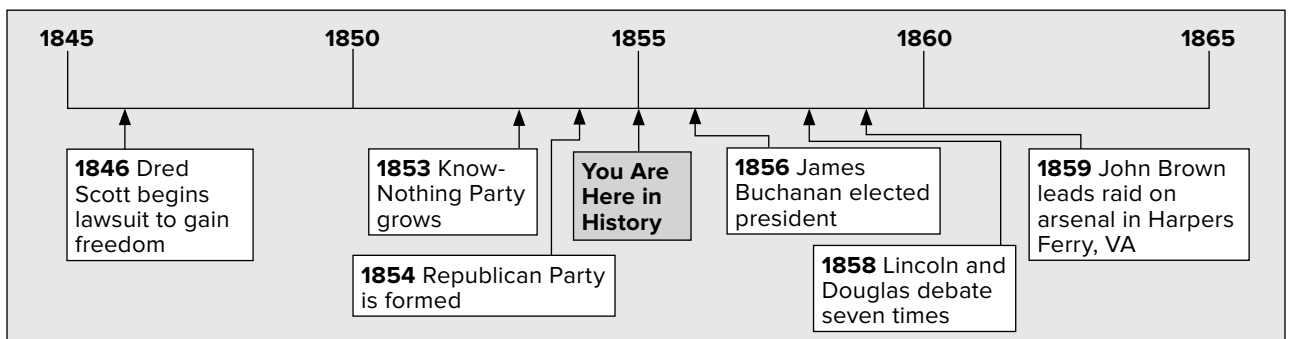 1845 1850 1855 1860 1865
1846 Dred
Scott begins
lawsuit to gain
freedom
1853 Know-
Nothing Party
grows
1854 Republican Party
is formed
You Are
Here in
History
1856 James
Buchanan elected
president
1858 Lincoln and
Douglas debate
seven times
1859 John Brown
leads raid on
arsenal in Harpers
Ferry, VA